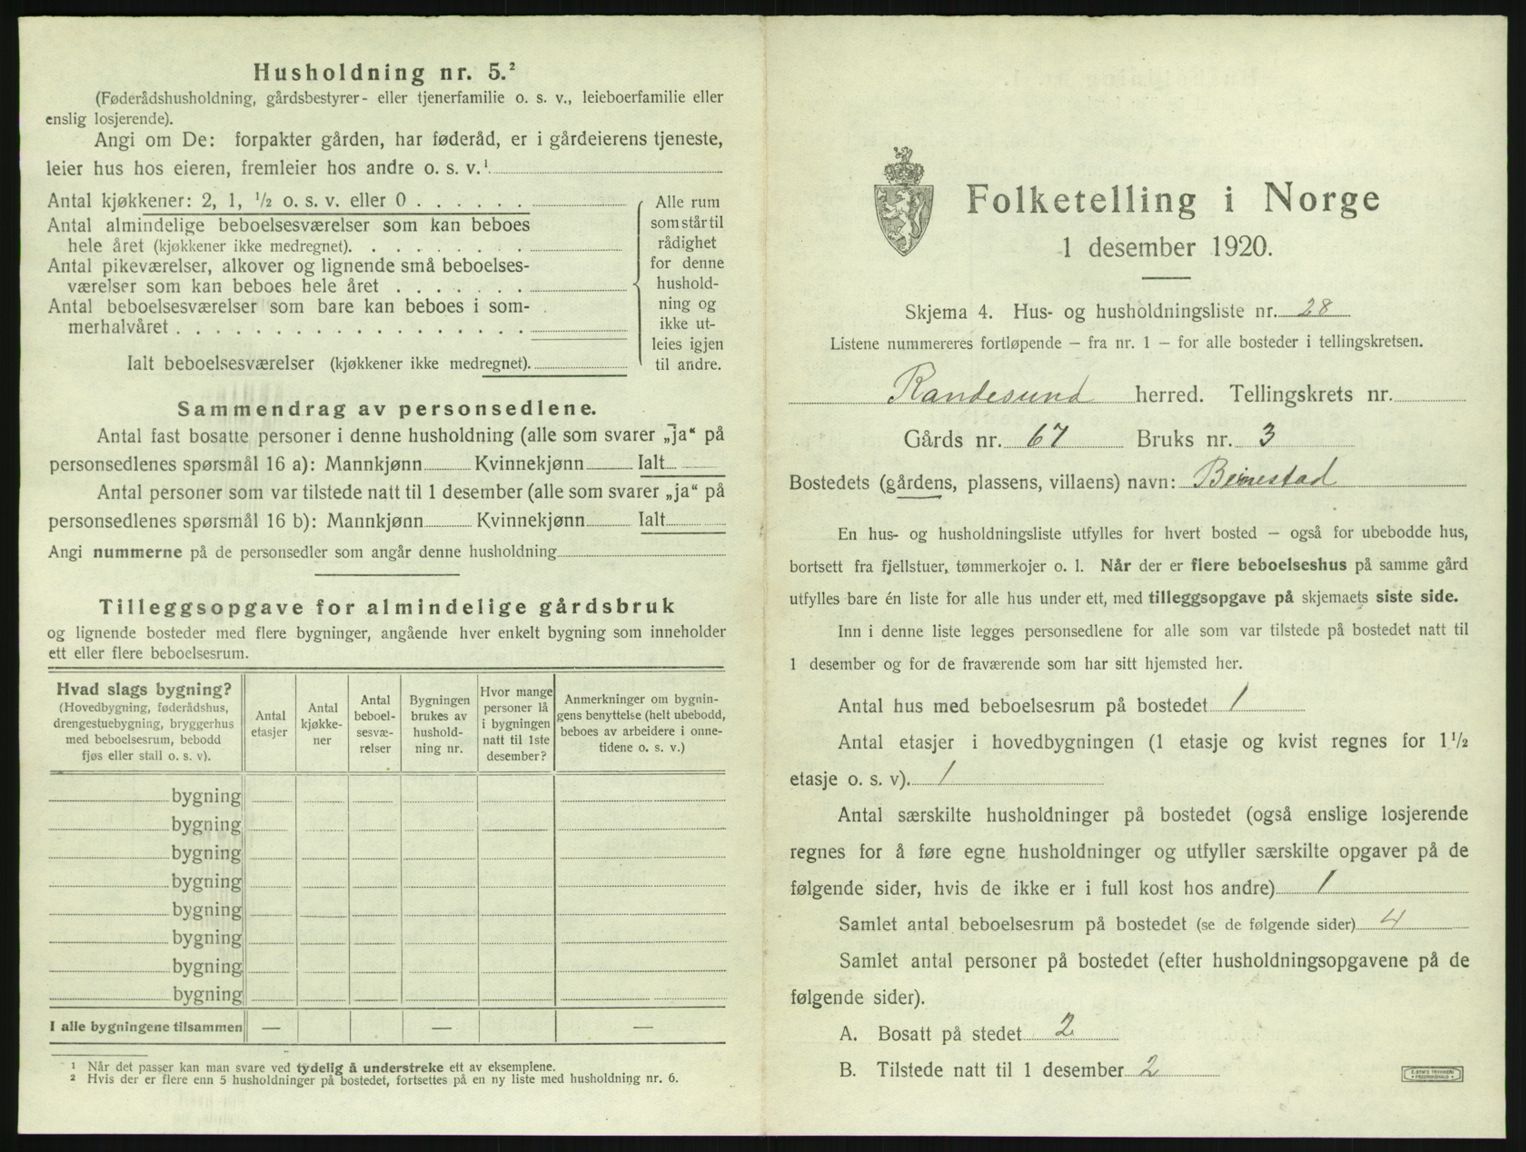 Husholdning nr. 5.²
(Føderådshusholdning, gårdsbestyrer- eller tjenerfamilie o. s. v., leieboerfamilie eller
enslig losjerende).
Angi om De: forpakter gården, har føderåd, er i gårdeierens tjeneste,
leier hus hos eieren, fremleier hos andre o. s. v.¹
Antal kjøkkener: 2, 1, ½ o. s. v. eller 0
Antal almindelige beboelsesværelser som kan beboes
hele året (kjøkkener ikke medregnet).
Antal pikeværelser, alkover og lignende små beboelses-
værelser som kan beboes hele året
Antal beboelsesværelser som bare kan beboes i som-
merhalvåret
Ialt beboelsesværelser (kjøkkener ikke medregnet).
Alle rum
som står til
rådighet
for denne
hushold-
ning og
ikke ut-
leies igjen
til andre.
Sammendrag av personsedlene.
Antal fast bosatte personer i denne husholdning (alle som svarer „ja“ på
personsedlenes spørsmål 16 a): Mannkjønn Kvinnekjønn Ialt
Antal personer som var tilstede natt til 1 desember (alle som svarer „ja“ på
personsedlenes spørsmål 16 b): Mannkjønn Kvinnekjønn Ialt
Angi nummerne på de personsedler som angår denne husholdning
Tilleggsopgave for almindelige gårdsbruk
og lignende bosteder med flere bygninger, angående hver enkelt bygning som inneholder
ett eller flere beboelsesrum.
Hvad slags bygning?
(Hovedbygning, føderådshus,
drengestuebygning, bryggerhus
med beboelsesrum, bebodd
fjøs eller stall o. s. v).
Antal
etasjer
Antal
kjøkke-
ner
Antal
beboel-
sesvæ-
relser
Bygningen
brukes av
hushold-
ning nr.
Hvor mange
personer lå
i bygningen
natt til 1ste
desember?
Anmerkninger om bygnin-
gens benyttelse (helt ubebodd,
beboes av arbeidere i onne-
tidene o. s. v.)
bygning
bygning
bygning
bygning
bygning
bygning
bygning
bygning
I alle bygningene tilsammen — — —
¹ Når det passer kan man svare ved tydelig å understreke ett av eksemplene.
² Hvis der er flere enn 5 husholdninger på bostedet, fortsettes på en ny liste med husholdning nr. 6.
Folketelling i Norge
1 desember 1920.
Skjema 4. Hus- og husholdningsliste nr. 28
Listene nummereres fortløpende – fra nr. 1 – for alle bosteder i tellingskretsen.
Randesund herred. Tellingskrets nr.
Gårds nr. 67 Bruks nr. 3
Bostedets (gårdens, plassens, villaens) navn:
En hus- og husholdningsliste utfylles for hvert bosted – også for ubebodde hus,
bortsett fra fjellstuer, tømmerkojer o. l. Når der er flere beboelseshus på samme gård
utfylles bare én liste for alle hus under ett, med tilleggsopgave på skjemaets siste side.
Inn i denne liste legges personsedlene for alle som var tilstede på bostedet natt til
1 desember og for de fraværende som har sitt hjemsted her.
Antal hus med beboelsesrum på bostedet 1
Antal etasjer i hovedbygningen (1 etasje og kvist regnes for 1½
etasje o. s. v). 1
Antal særskilte husholdninger på bostedet (også enslige losjerende
regnes for å føre egne husholdninger og utfyller særskilte opgaver på de
følgende sider, hvis de ikke er i full kost hos andre) 1
Samlet antal beboelsesrum på bostedet (se de følgende sider) 4
Samlet antal personer på bostedet (efter husholdningsopgavene på de
følgende sider).
A. Bosatt på stedet 2
B. Tilstede natt til 1 desember 2